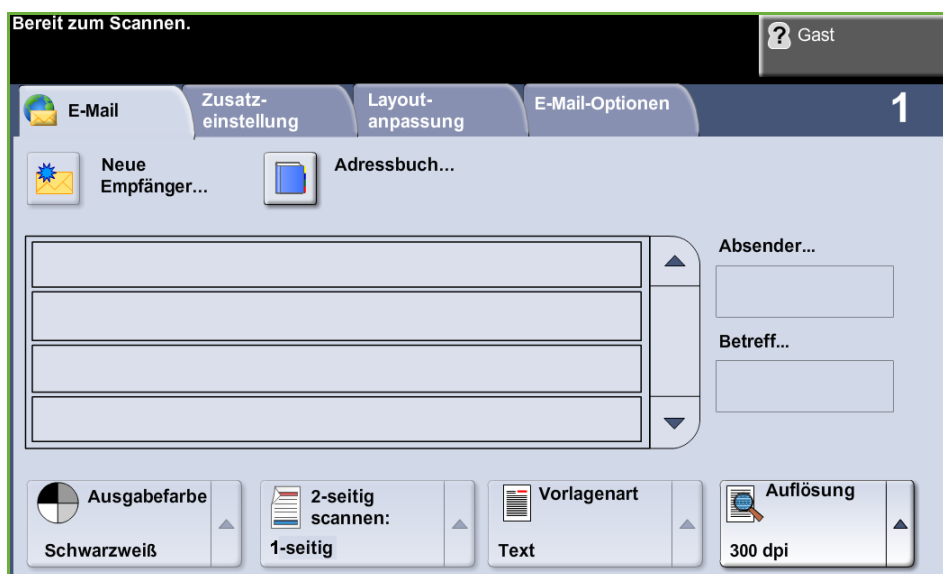 Bereit zum Scannen.
Gast
E-Mail
Zusatz-
einstellung
Layout-
anpassung
E-Mail-Optionen
1
Neue
Empfänger...
Adressbuch...
Absender...
Betreff...
Ausgabefarbe
Schwarzweiß
2-seitig
scannen:
1-seitig
Vorlagenart
Text
Auflösung
300 dpi